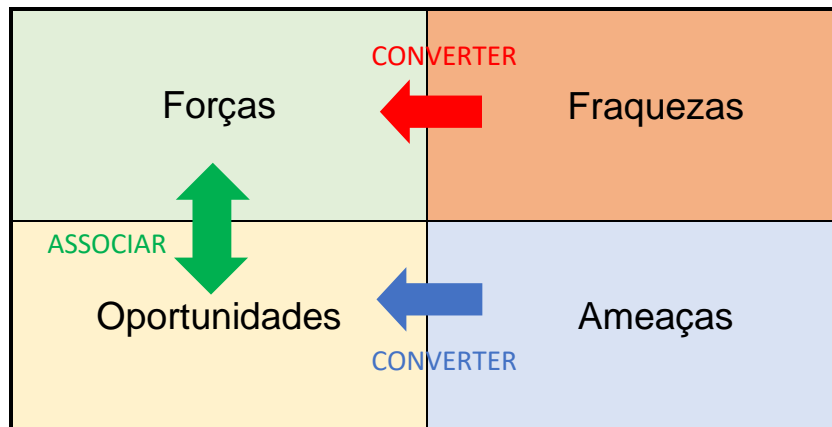 CONVERTER
Forças
Fraquezas
ASSOCIAR
Oportunidades
Ameaças
CONVERTER